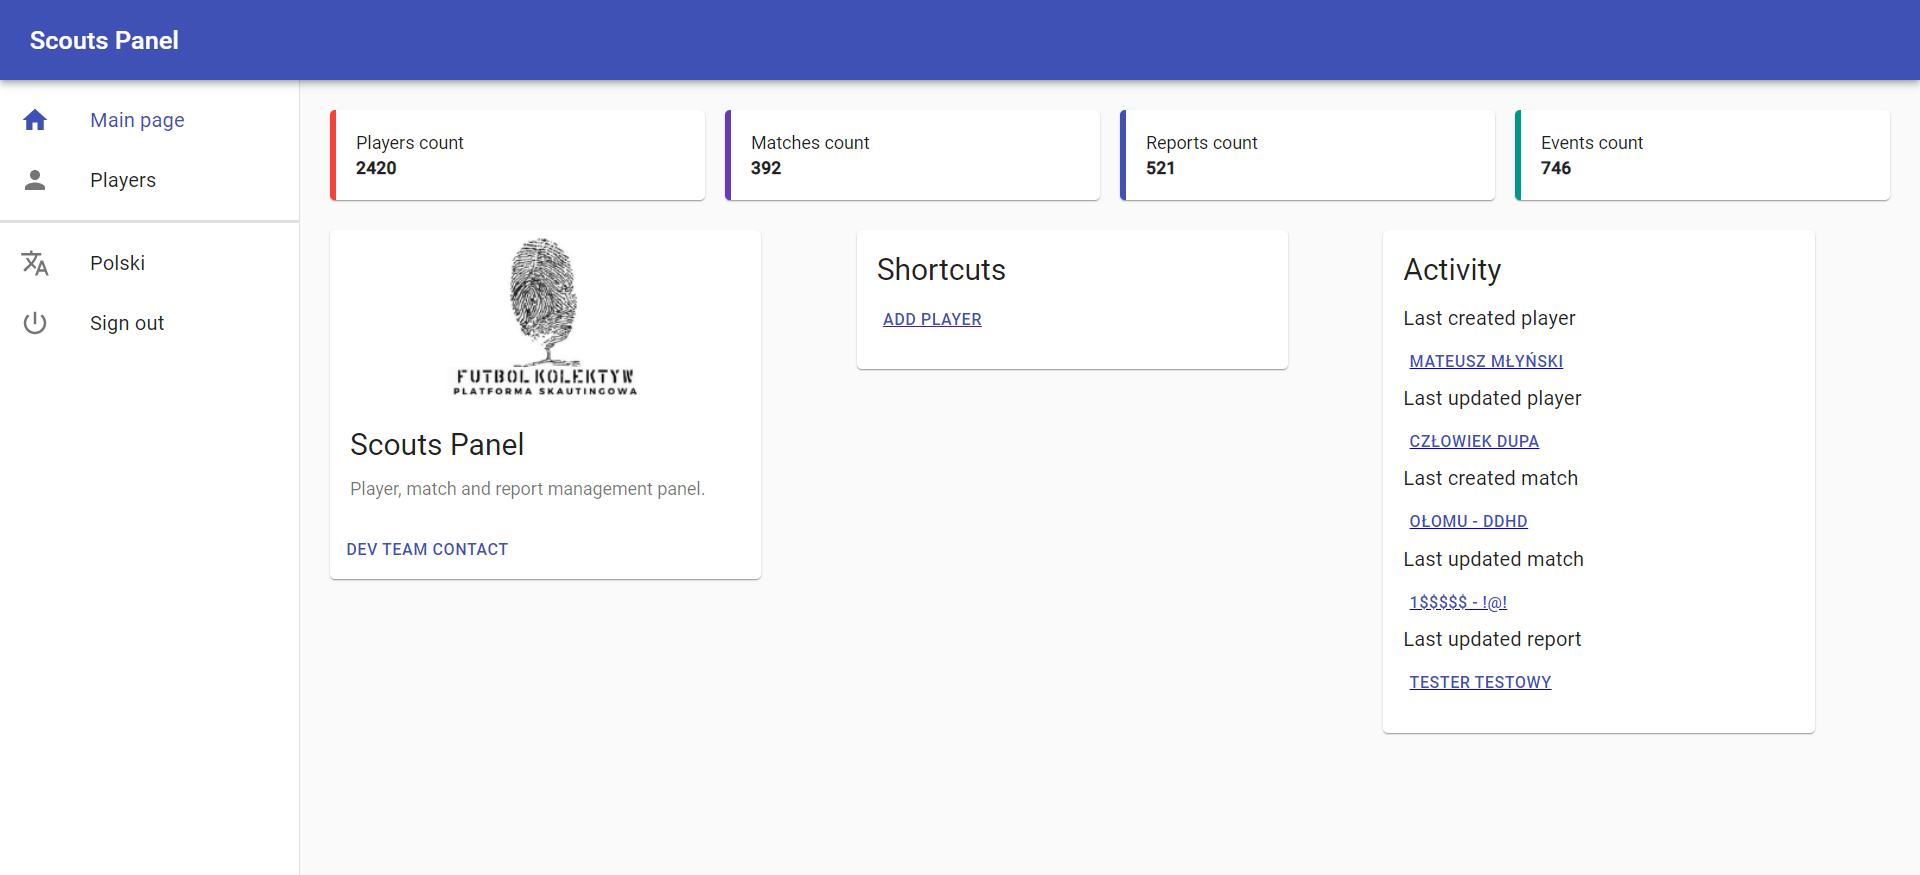 Scouts Panel
Main page
Players
Polski
Sign out
Players count
2420
Matches count
392
Reports count
521
Events count
746
FUTBOL KOLEKTYW
PLATFORMA SKAUTINGOWA
Scouts Panel
Player, match and report management panel.
DEV TEAM CONTACT
Shortcuts
ADD PLAYER
Activity
Last created player
MATEUSZ MŁYŃSKI
Last updated player
CZŁOWIEK DUPA
Last created match
OŁOMU - DDHD
Last updated match
1$$$$$ - !@!
Last updated report
TESTER TESTOWY